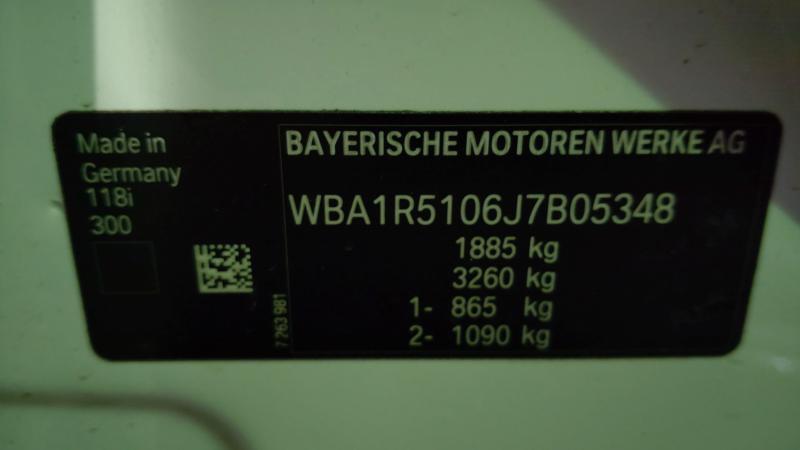 Made in
Germany
118i
300
7 263 981
BAYERISCHE MOTOREN WERKE AG
WBA1R5106J7B05348
1885 kg
3260 kg
1- 865 kg
2- 1090 kg